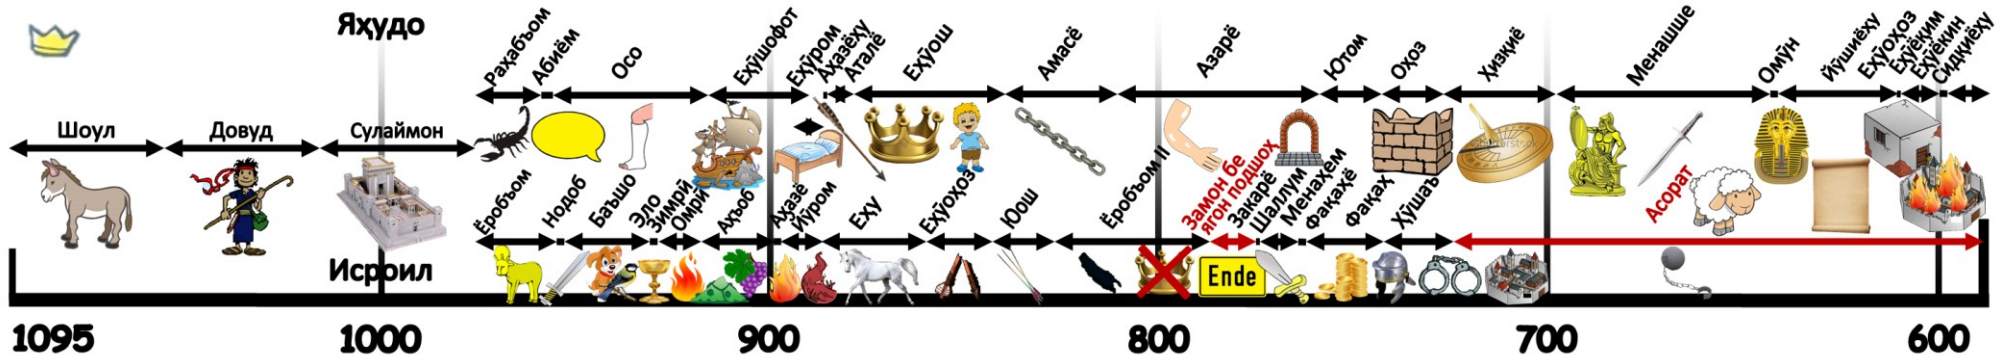 Яҳудо
Раҳабъом
Абиём
Осо
Еҳӯшофот
Еҳӯром
Аҳазёҳу
Аталё
Еҳӯош
Амасё
Азарё
Ютом
Оҳоз
Ҳизқиё
Менашше
Омӯн
Йӯшиёҳу
Еҳӯоҳоз
Еҳӯёқим
Еҳӯёкин
Сидқиёҳу
Шоул
Довуд
Сулаймон
Ёробъом
Нодоб
Баъшо
Эло
Зимрӣ
Омрӣ
Аҳъоб
Аҳазё
Йӯром
Еҳу
Еҳӯоҳоз
Юош
Ёробъом II
Замон бе
ягон подшоҳ
Закарё
Шаллум
Менаҳем
Фақаҳё
Фақаҳ
Ҳӯшаъ
Асорат
Ende
Исроил
1095
1000
900
800
700
600